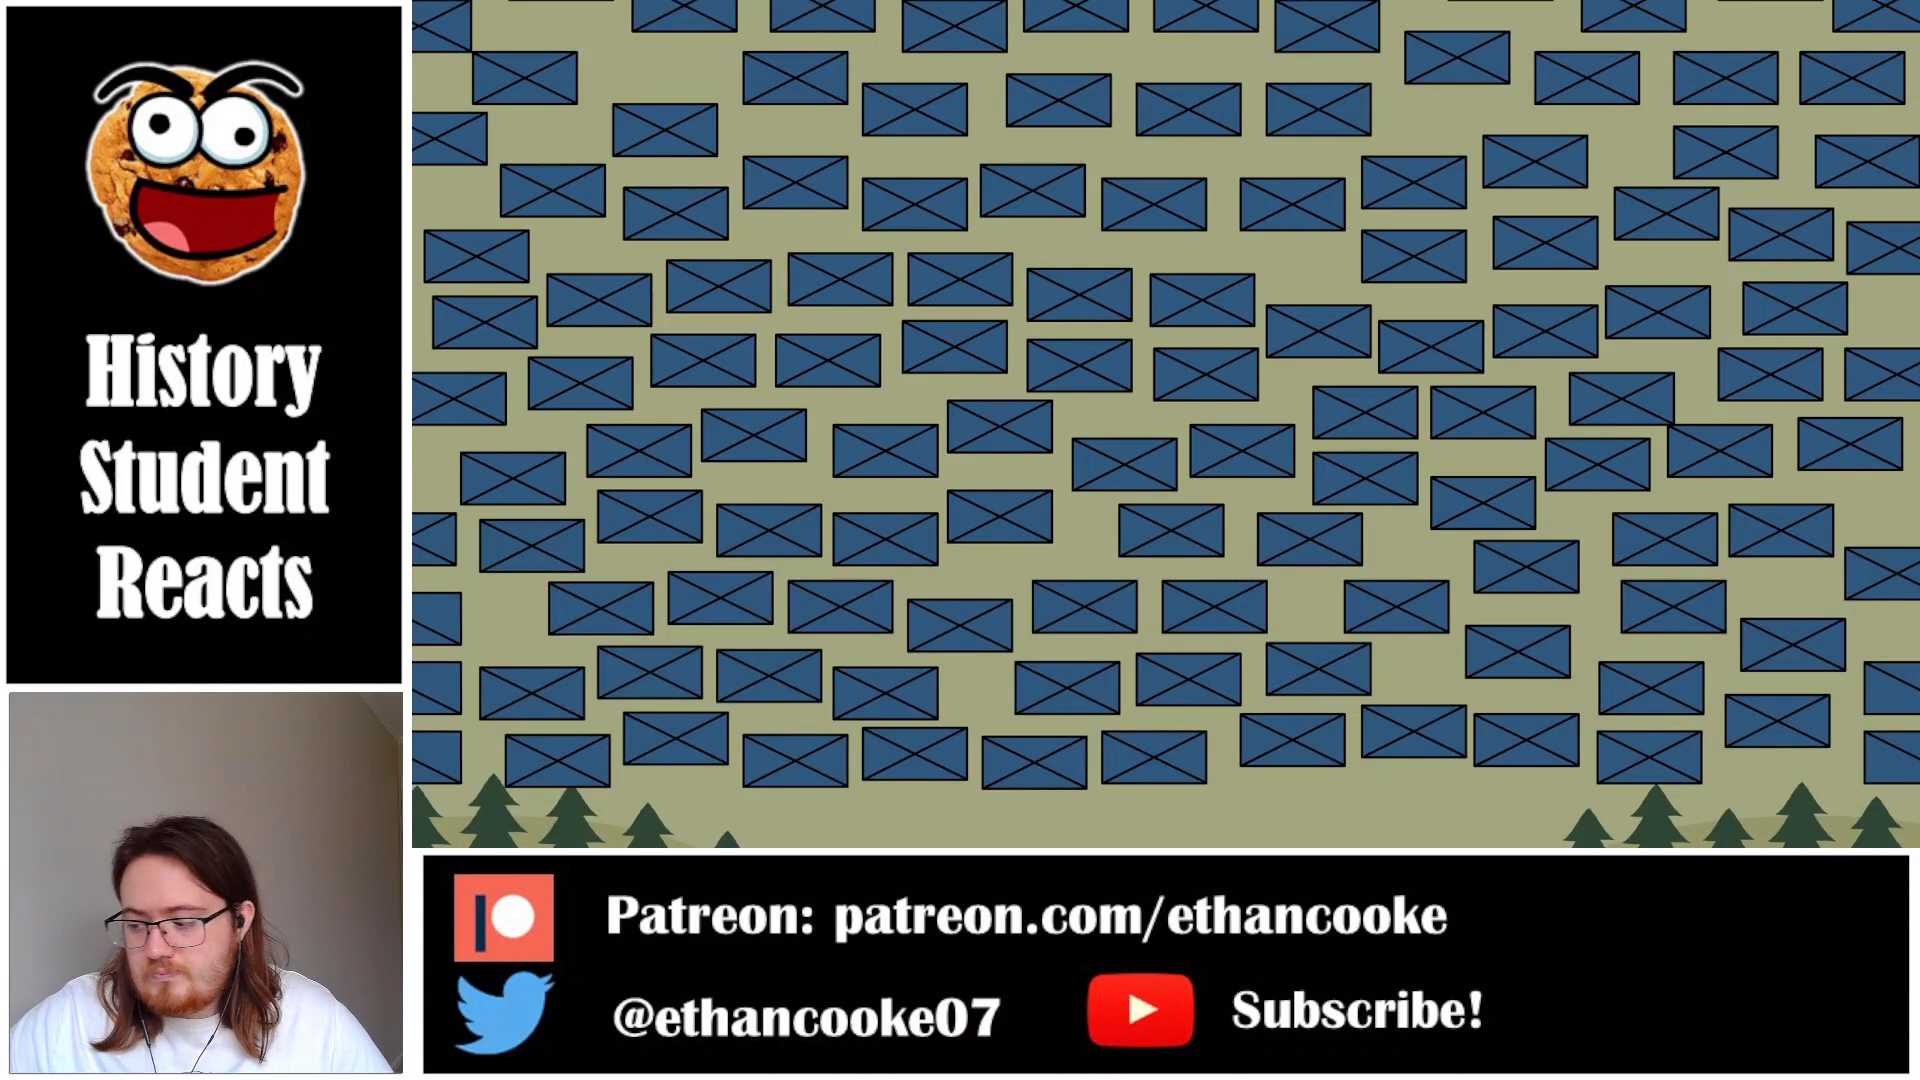 History
Student
Reacts
Patreon: patreon.com/ethancooke
@ethancooke07
Subscribe!